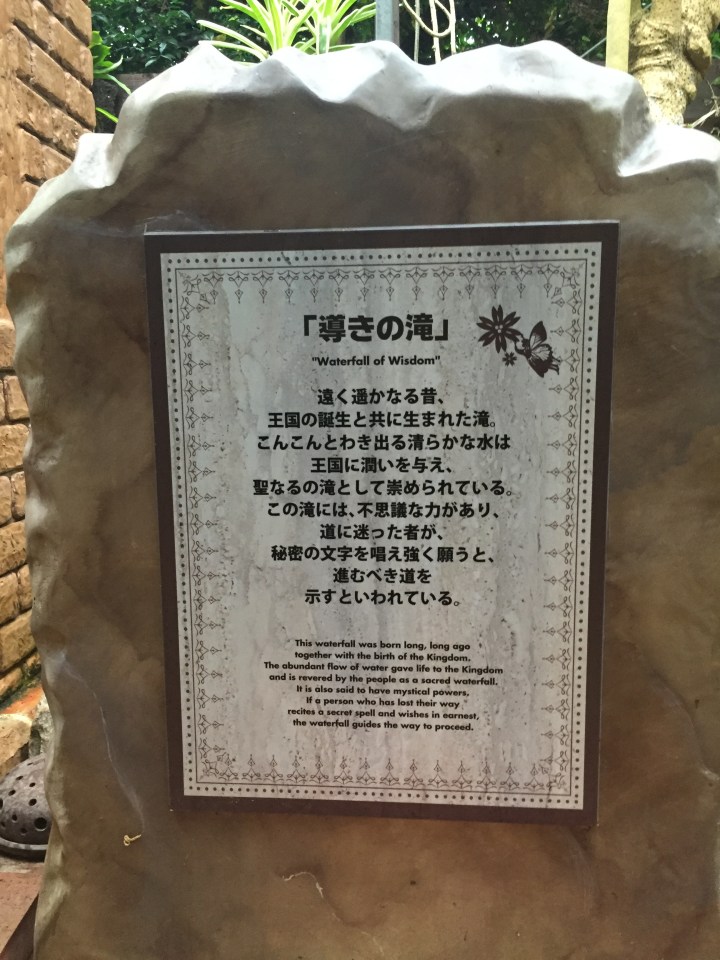 「導きの滝」
"Waterfall of Wisdom"
遠く遥かなる昔、
王国の誕生と共に生まれた滝。
こんこんとわき出る清らかな水は
王国に潤いを与え、
聖なるの滝として崇められている。
この滝には、不思議な力があり、
道に迷った者が、
秘密の文字を唱え強く願うと、
進むべき道を
示すといわれている。
This waterfall was born long, long ago
together with the birth of the Kingdom.
The abundant flow of water gave life to the Kingdom
and is revered by the people as a sacred waterfall.
It is also said to have mystical powers.
If a person who has lost their way
recites a secret spell and wishes in earnest,
the waterfall guides the way to proceed.